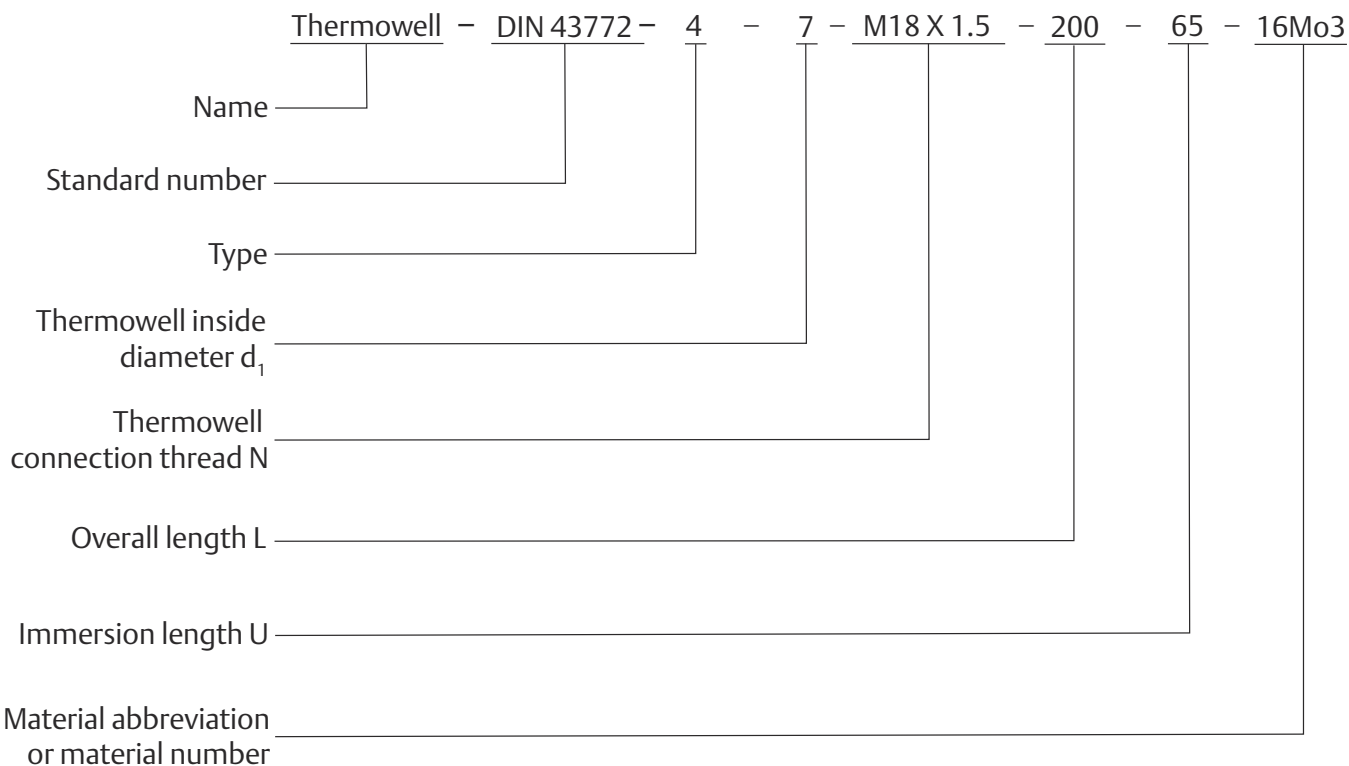 Thermowell – DIN 43772 – 4 – 7 – M18 X 1.5 – 200 – 65 – 16Mo3
Name
Standard number
Type
Thermowell inside
diameter d₁
Thermowell
connection thread N
Overall length L
Immersion length U
Material abbreviation
or material number